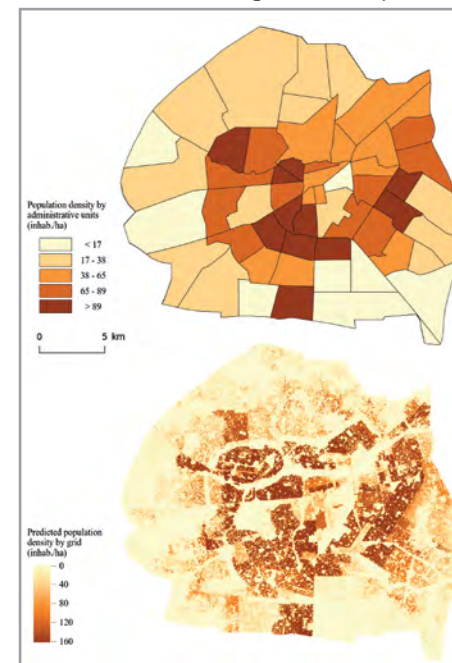 Population density by
administrative units
(inhab./ha)
< 17
17 - 38
38 - 65
65 - 89
> 89
0 5 km
Predicted population
density by grid
(inhab./ha)
0
40
80
120
160